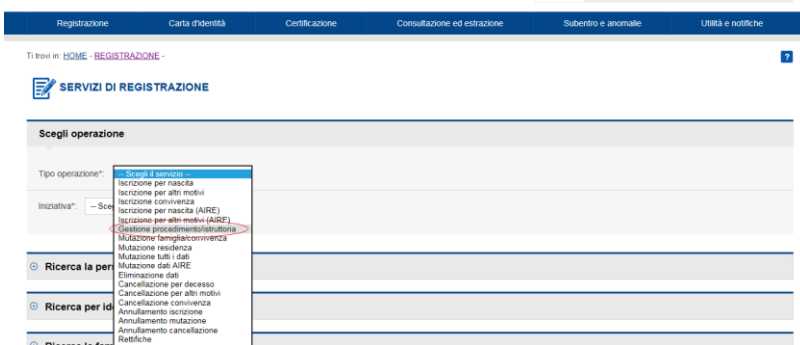 Registrazione Carta d'identità Certificazione Consultazione ed estrazione Subentro e anomalie Utilità e notifiche
Ti trovi in: HOME - REGISTRAZIONE -
?
SERVIZI DI REGISTRAZIONE
Scegli operazione
Tipo operazione*: -- Scegli il servizio --
Iscrizione per nascita
Iscrizione per altri motivi
Iscrizione convivenza
Iniziativa*: -- Sce
Iscrizione per nascita (AIRE)
Iscrizione per altri motivi (AIRE)
Gestione procedimento/istruttoria
Mutazione famiglia/convivenza
Mutazione residenza
Mutazione tutti i dati
Ricerca la per
Mutazione dati AIRE
Eliminazione dati
Cancellazione per decesso
Cancellazione per altri motivi
Ricerca per id
Cancellazione convivenza
Annullamento iscrizione
Annullamento mutazione
Annullamento cancellazione
Rettifiche